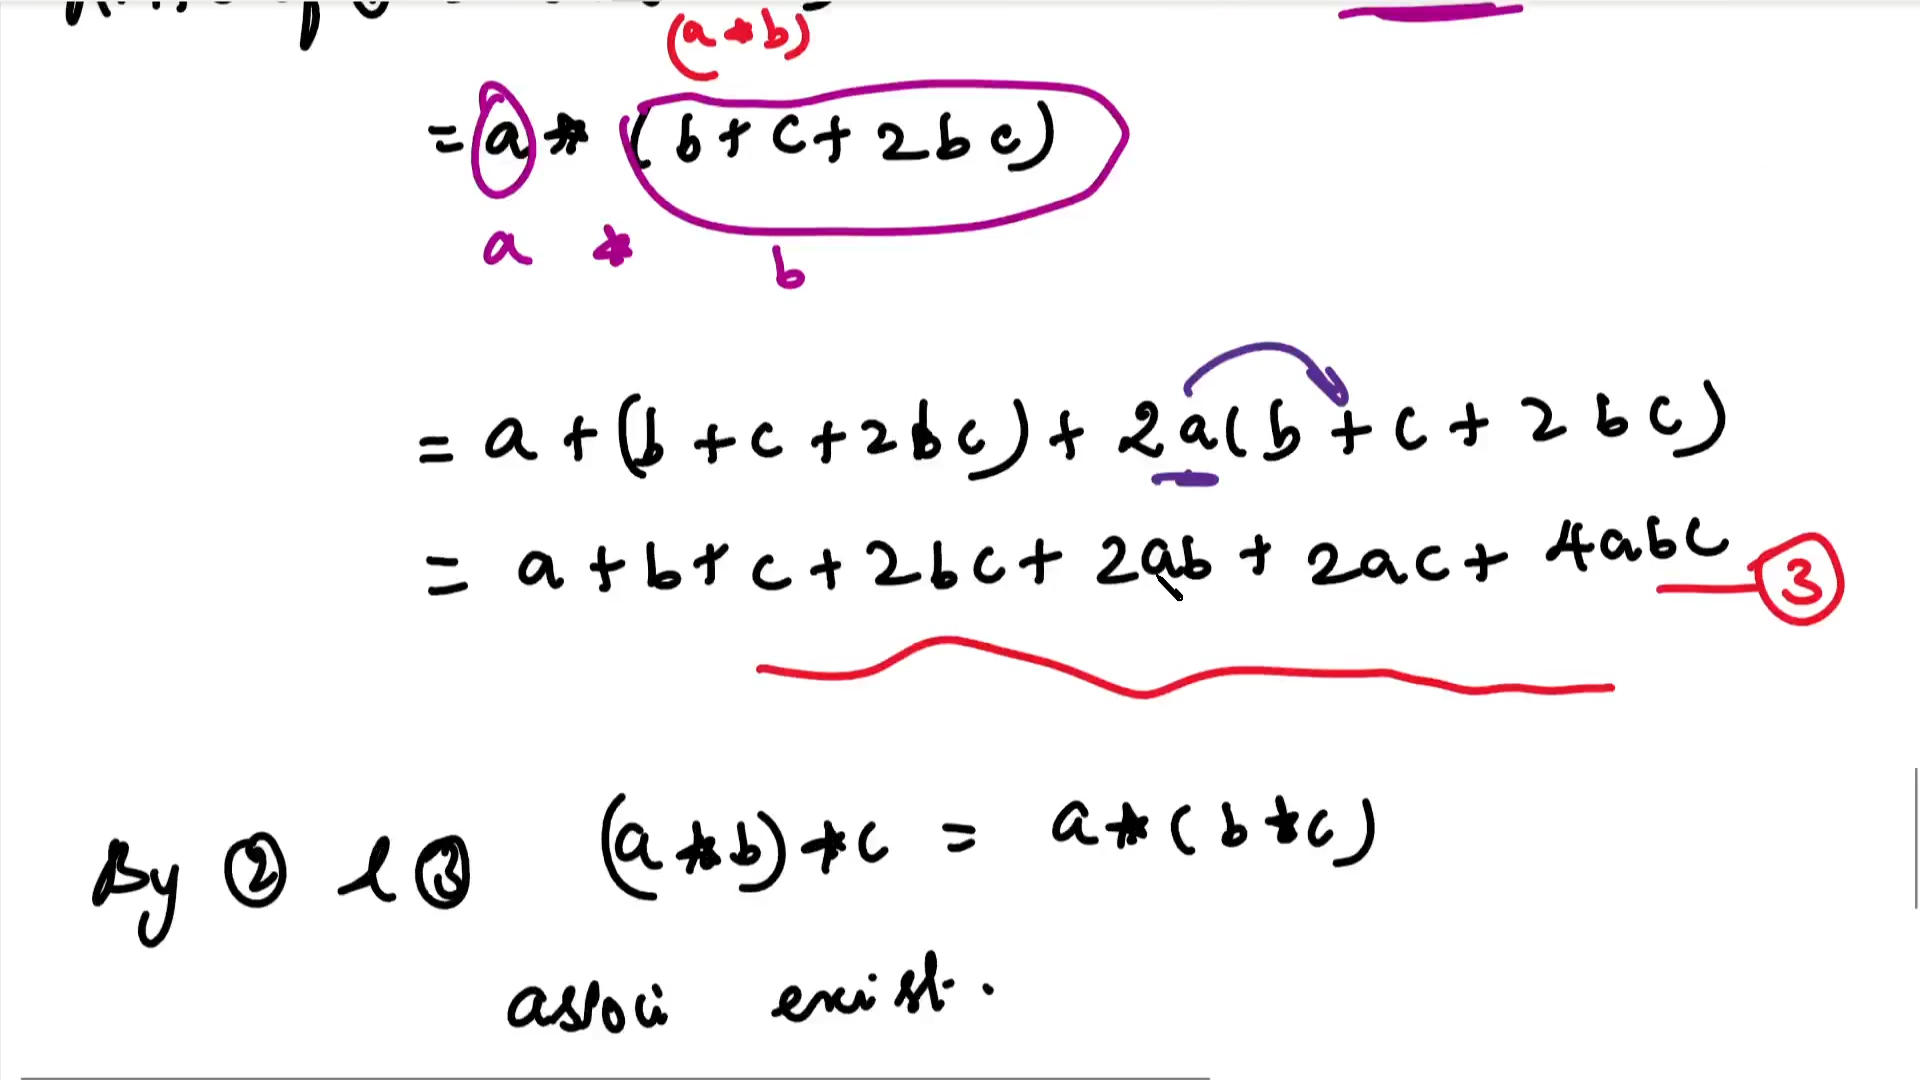 (a * b)
= a * (b + c + 2bc)
a * b
= a + (b + c + 2bc) + 2a(b + c + 2bc)
= a + b + c + 2bc + 2ab + 2ac + 4abc — ③
By ② & ③ (a * b) * c = a * (b * c)
associ exist.